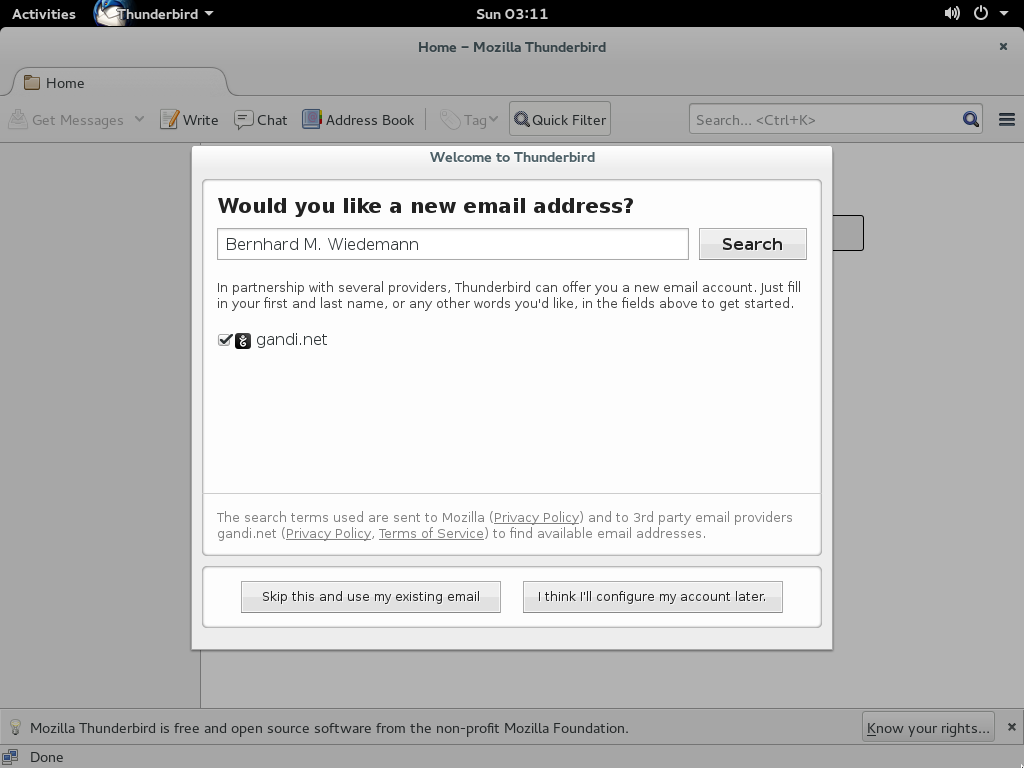 Activities Thunderbird Sun 03:11
Home – Mozilla Thunderbird
Home
Get Messages Write Chat Address Book Tag Quick Filter Search... <Ctrl+K>
Welcome to Thunderbird
Would you like a new email address?
Bernhard M. Wiedemann Search
In partnership with several providers, Thunderbird can offer you a new email account. Just fill
in your first and last name, or any other words you'd like, in the fields above to get started.
gandi.net
The search terms used are sent to Mozilla (Privacy Policy) and to 3rd party email providers
gandi.net (Privacy Policy, Terms of Service) to find available email addresses.
Skip this and use my existing email I think I'll configure my account later.
Mozilla Thunderbird is free and open source software from the non-profit Mozilla Foundation. Know your rights...
Done